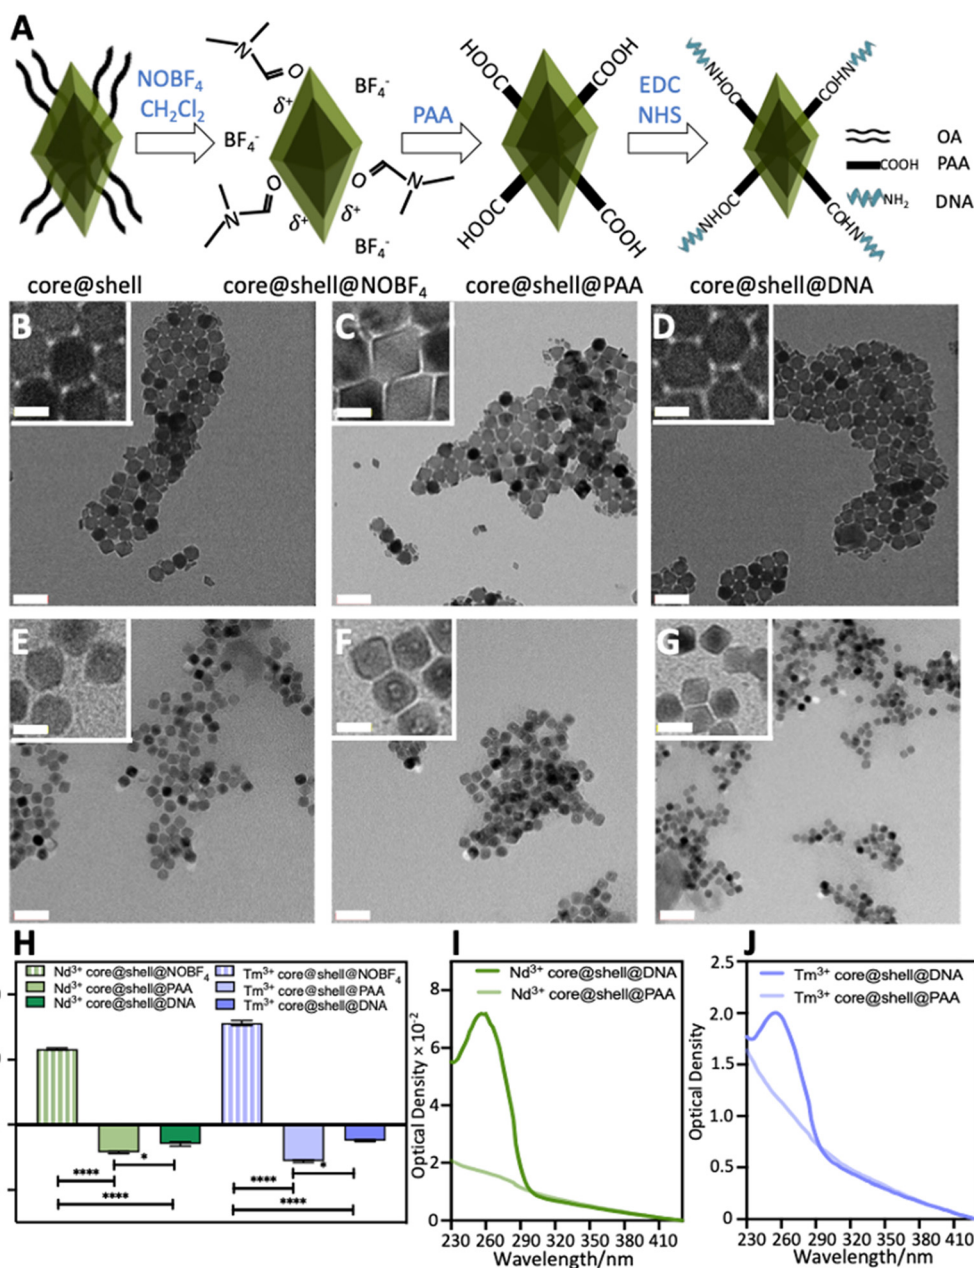 A
NOBF₄
CH₂Cl₂
N
O
δ⁺
BF₄⁻
BF₄⁻
N
O
δ⁺
O
N
δ⁺
BF₄⁻
PAA
HOOC
COOH
HOOC
COOH
EDC
NHS
NHOC
COHN
NHOC
COHN
OA
COOH PAA
NH₂ DNA
core@shell
core@shell@NOBF₄
core@shell@PAA
core@shell@DNA
B
C
D
E
F
G
H
Nd³⁺ core@shell@NOBF₄
Nd³⁺ core@shell@PAA
Nd³⁺ core@shell@DNA
Tm³⁺ core@shell@NOBF₄
Tm³⁺ core@shell@PAA
Tm³⁺ core@shell@DNA
****
*
****
****
*
****
I
Nd³⁺ core@shell@DNA
Nd³⁺ core@shell@PAA
Optical Density × 10⁻²
8
6
4
2
0
230 260 290 320 350 380 410
Wavelength/nm
J
Tm³⁺ core@shell@DNA
Tm³⁺ core@shell@PAA
Optical Density
2.5
2.0
1.5
1.0
0.5
0
230 260 290 320 350 380 410
Wavelength/nm